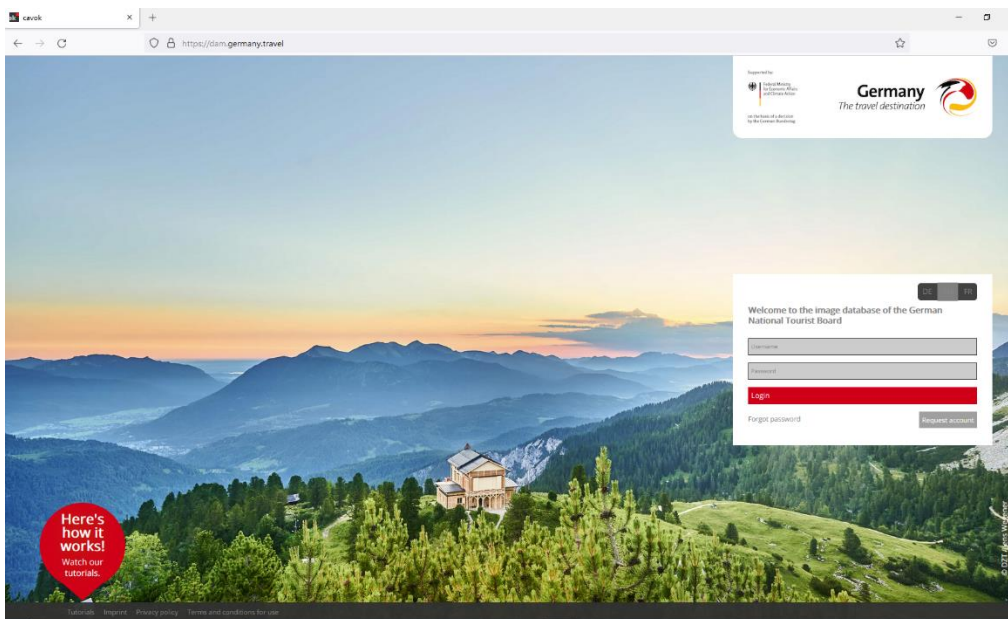 cavok
https://dam.germany.travel
Supported by:
Federal Ministry
for Economic Affairs
and Climate Action
on the basis of a decision
by the German Bundestag
Germany
The travel destination
DE
FR
Welcome to the image database of the German
National Tourist Board
Username
Password
Login
Forgot password
Request account
Here's
how it
works!
Watch our
tutorials.
Tutorials Imprint Privacy policy Terms and conditions for use